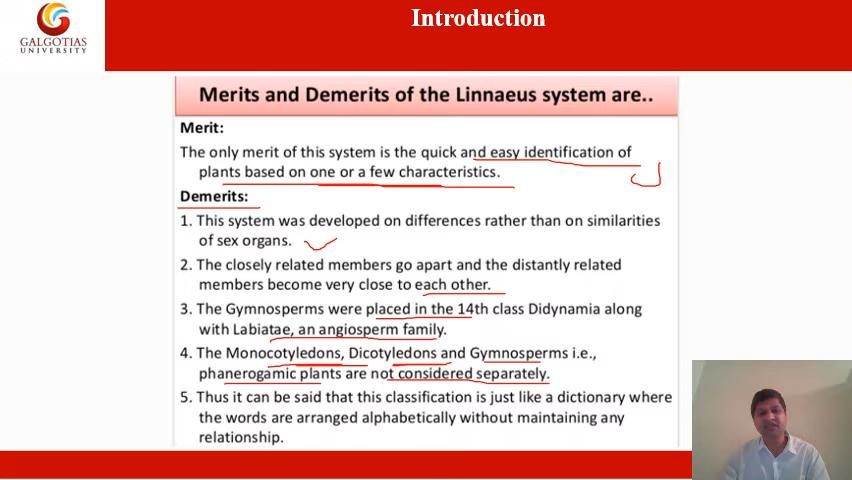 Introduction
GALGOTIAS
UNIVERSITY
Merits and Demerits of the Linnaeus system are..
Merit:
The only merit of this system is the quick and easy identification of
plants based on one or a few characteristics.
Demerits:
1. This system was developed on differences rather than on similarities
of sex organs.
2. The closely related members go apart and the distantly related
members become very close to each other.
3. The Gymnosperms were placed in the 14th class Didynamia along
with Labiatae, an angiosperm family.
4. The Monocotyledons, Dicotyledons and Gymnosperms i.e.,
phanerogamic plants are not considered separately.
5. Thus it can be said that this classification is just like a dictionary where
the words are arranged alphabetically without maintaining any
relationship.